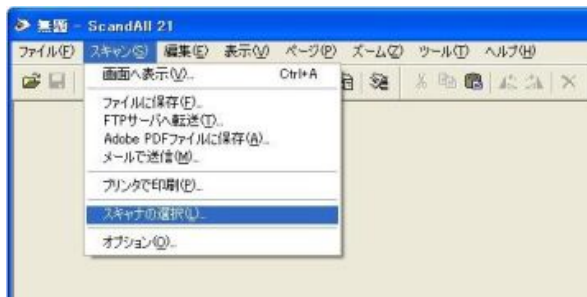 無題 - ScandAll 21
ファイル(F) スキャン(S) 編集(E) 表示(V) ページ(P) ズーム(Z) ツール(T) ヘルプ(H)
画面へ表示(V)... Ctrl+A
ファイルに保存(F)...
FTPサーバへ転送(T)...
Adobe PDFファイルに保存(A)...
メールで送信(M)...
プリンタで印刷(P)...
スキャナの選択(L)...
オプション(O)...